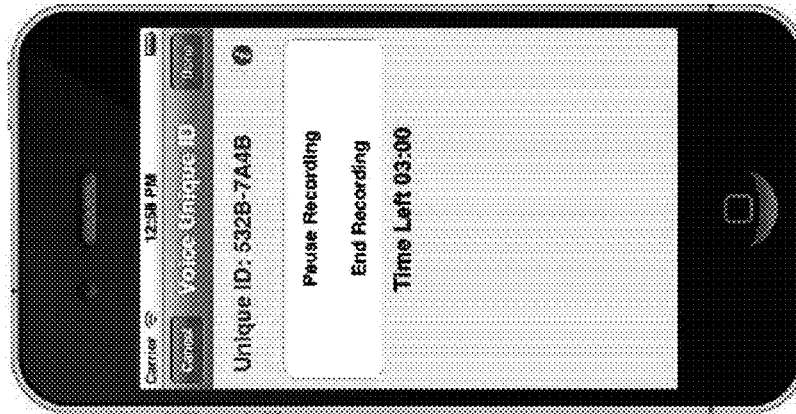 Carrier 12:58 PM
Cancel Voice Unique ID Done
Unique ID: 532B-7A4B
Pause Recording
End Recording
Time Left 03:00